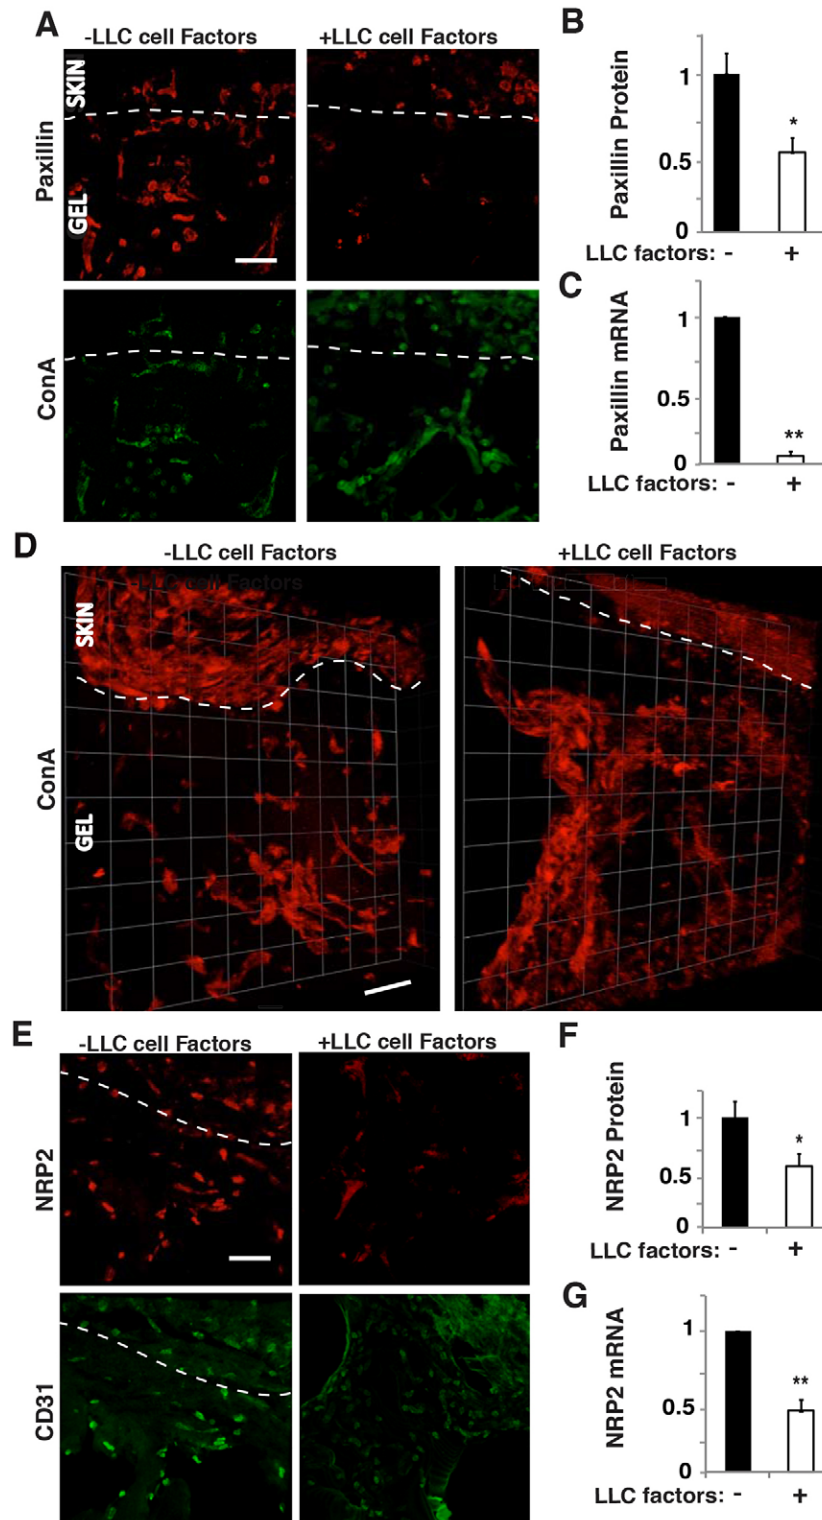 A
-LLC cell Factors
+LLC cell Factors
Paxillin
SKIN
GEL
ConA
B
Paxillin Protein
1
*
0.5
0
LLC factors: - +
C
Paxillin mRNA
1
0.5
**
0
LLC factors: - +
D
-LLC cell Factors
+LLC cell Factors
-LLC cell Factors
ConA
SKIN
GEL
E
-LLC cell Factors
+LLC cell Factors
NRP2
CD31
F
NRP2 Protein
1
*
0.5
0
LLC factors: - +
G
NRP2 mRNA
1
**
0.5
0
LLC factors: - +